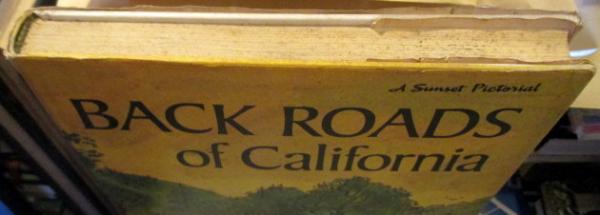 A Sunset Pictorial
BACK ROADS
of California